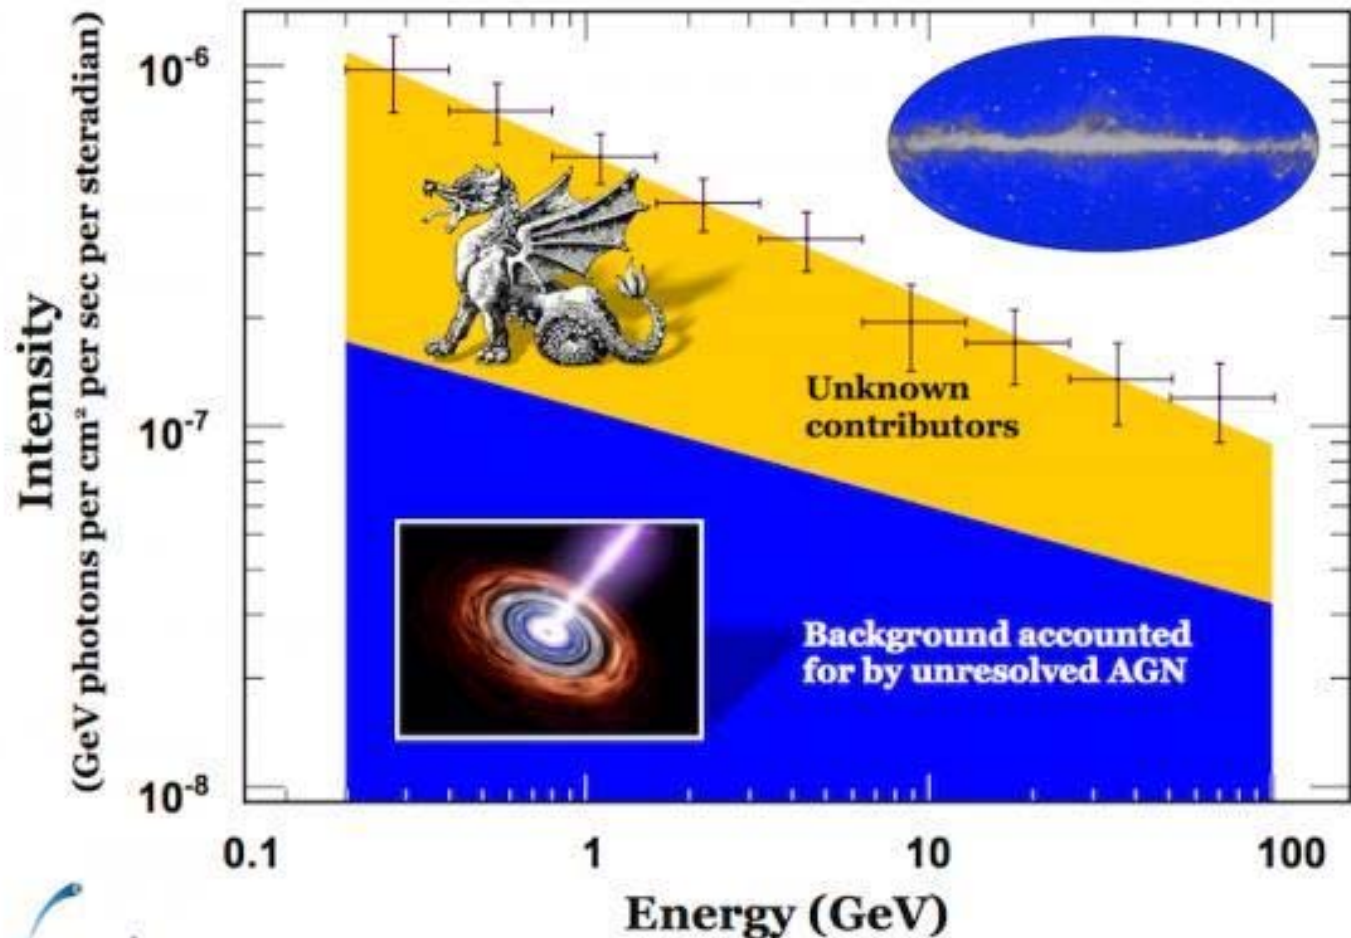 Intensity
(GeV photons per cm² per sec per steradian)
10⁻⁶
10⁻⁷
10⁻⁸
Unknown
contributors
Background accounted
for by unresolved AGN
0.1 1 10 100
Energy (GeV)